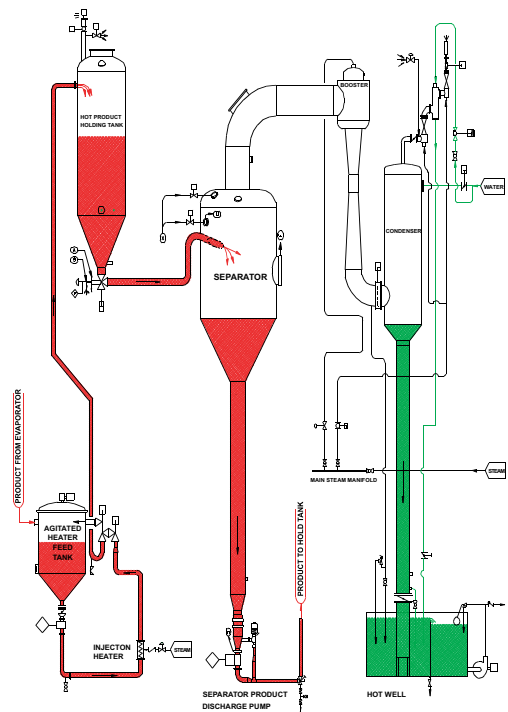 BOOSTER
HOT PRODUCT
HOLDING TANK
WATER
CONDENSER
SEPARATOR
PRODUCT FROM EVAPORATOR
MAIN STEAM MANIFOLD
STEAM
PRODUCT TO HOLD TANK
AGITATED
HEATER
FEED
TANK
INJECTON
HEATER
STEAM
SEPARATOR PRODUCT
DISCHARGE PUMP
HOT WELL